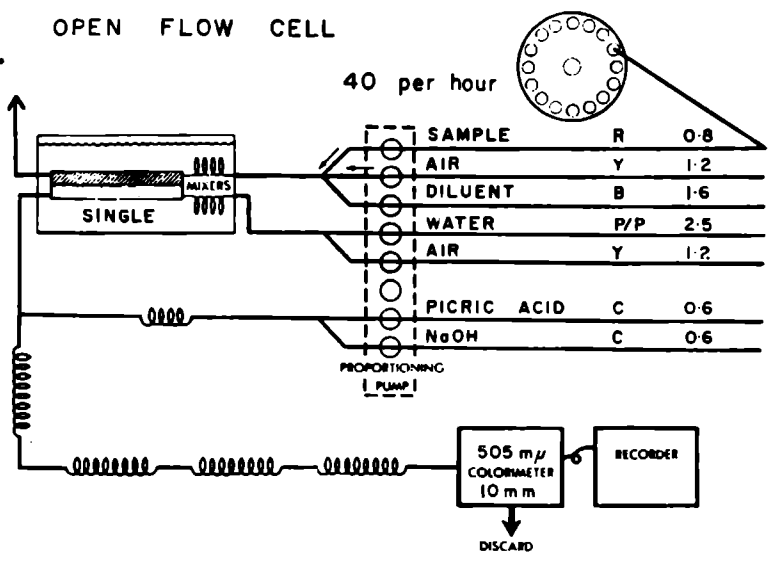 OPEN FLOW CELL
40 per hour
SAMPLE R 0·8
AIR Y 1·2
DILUENT B 1·6
WATER P/P 2·5
AIR Y 1·2
PICRIC ACID C 0·6
NaOH C 0·6
MIXERS
SINGLE
PROPORTIONING
PUMP
505 mμ
COLORIMETER
10 mm
RECORDER
DISCARD